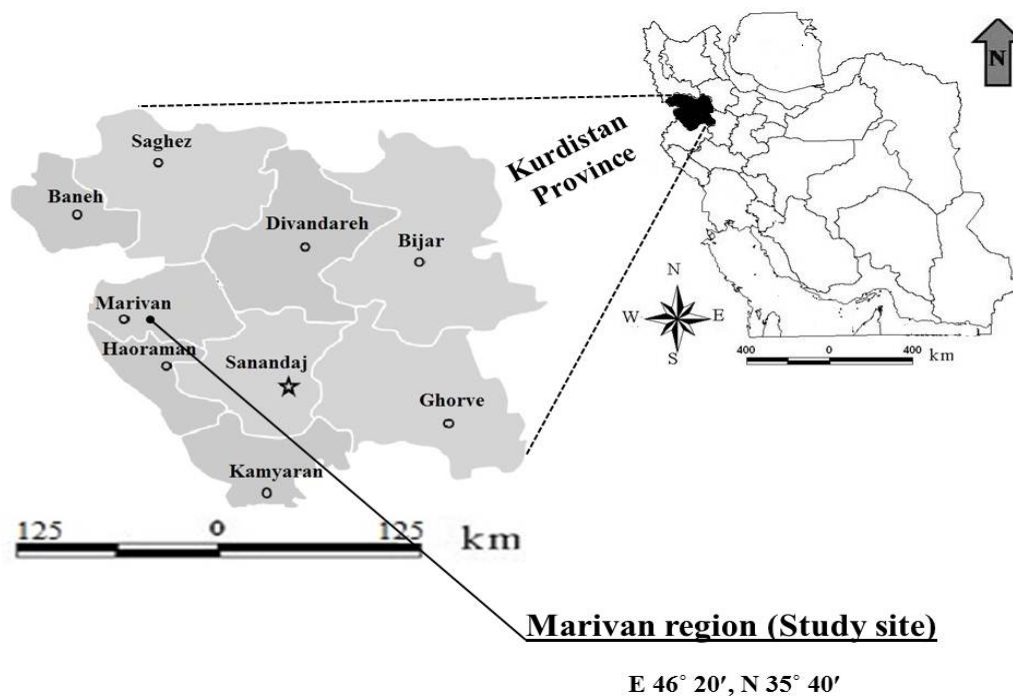 N
Kurdistan
Province
Saghez
Baneh
Divandareh
Bijar
Marivan
Haoraman
Sanandaj
Ghorve
Kamyaran
N
W E
S
400 0 400 km
125 0 125 km
Marivan region (Study site)
E 46° 20′, N 35° 40′